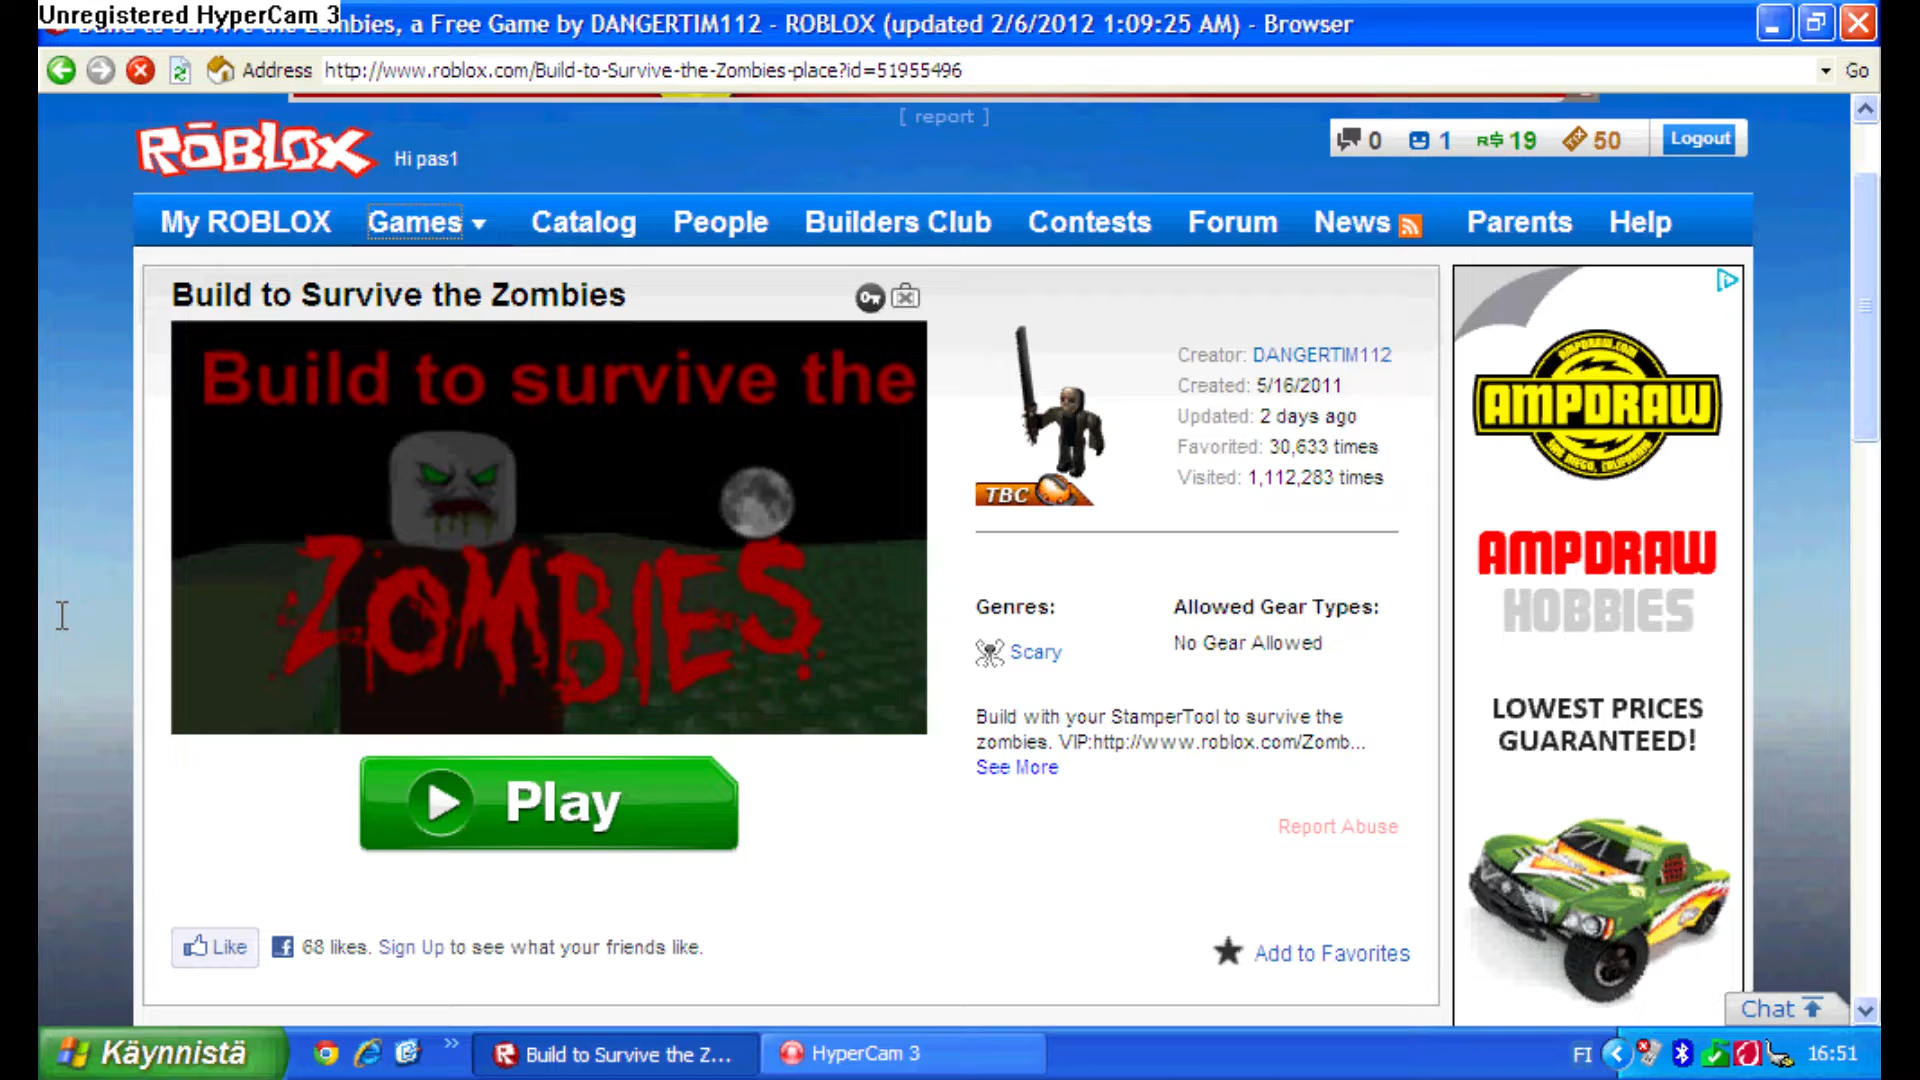 Unregistered HyperCam 3
mbies, a Free Game by DANGERTIM112 - ROBLOX (updated 2/6/2012 1:09:25 AM) - Browser
Address http://www.roblox.com/Build-to-Survive-the-Zombies-place?id=51955496 Go
[ report ]
ROBLOX Hi pas1 0 1 R$ 19 50 Logout
My ROBLOX Games Catalog People Builders Club Contests Forum News Parents Help
Build to Survive the Zombies
Build to survive the
ZOMBIES
Play
Like 68 likes. Sign Up to see what your friends like.
TBC
Creator: DANGERTIM112
Created: 5/16/2011
Updated: 2 days ago
Favorited: 30,633 times
Visited: 1,112,283 times
Genres:
Scary
Allowed Gear Types:
No Gear Allowed
Build with your StamperTool to survive the
zombies. VIP:http://www.roblox.com/Zomb...
See More
Report Abuse
Add to Favorites
AMPDRAW.COM
AMPDRAW
SAN DIEGO, CALIFORNIA
AMPDRAW
HOBBIES
LOWEST PRICES
GUARANTEED!
Chat
Käynnistä Build to Survive the Z... HyperCam 3 FI 16:51